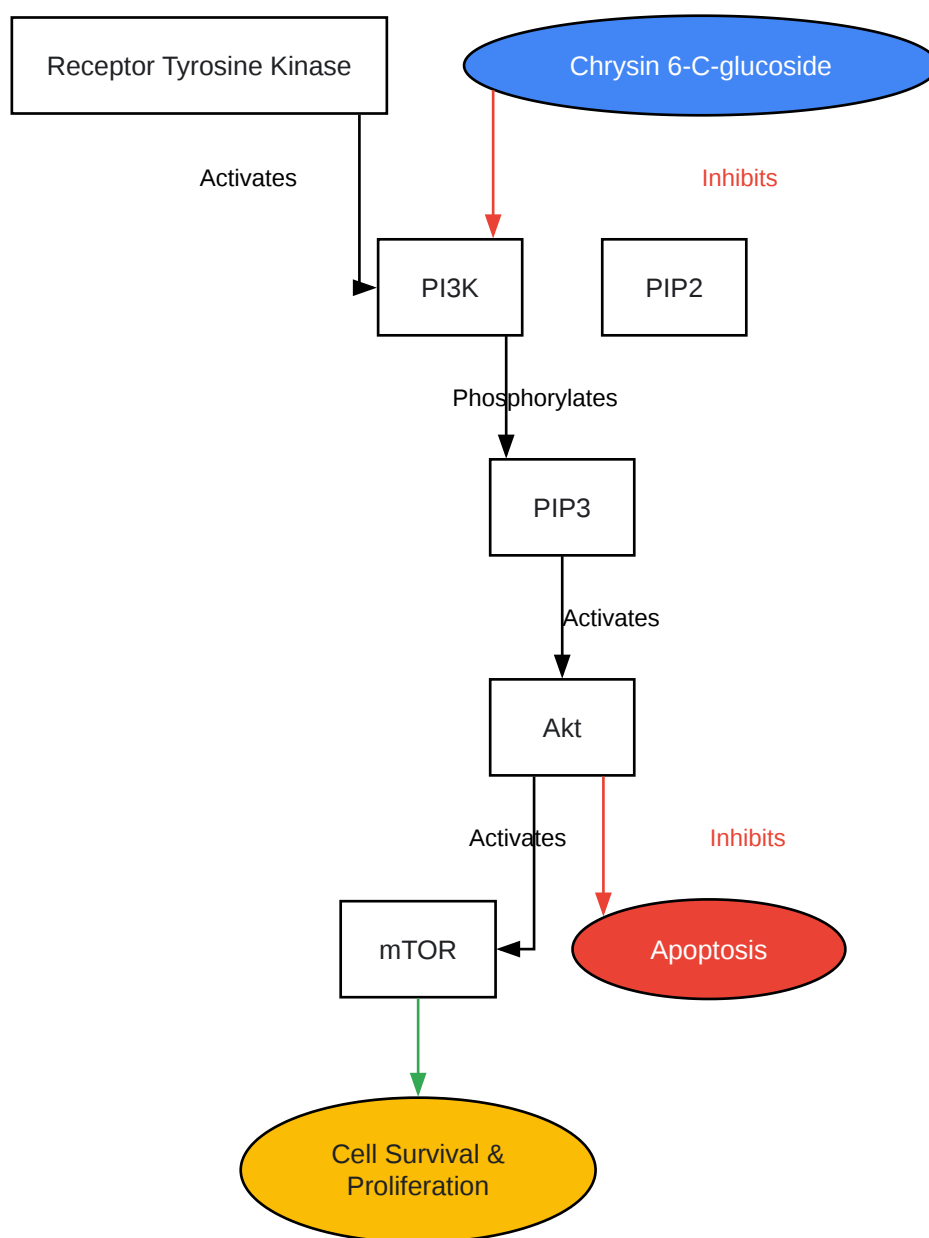 Receptor Tyrosine Kinase
Chrysin 6-C-glucoside
Activates
Inhibits
PI3K
PIP2
Phosphorylates
PIP3
Activates
Akt
Activates
Inhibits
mTOR
Apoptosis
Cell Survival &
Proliferation